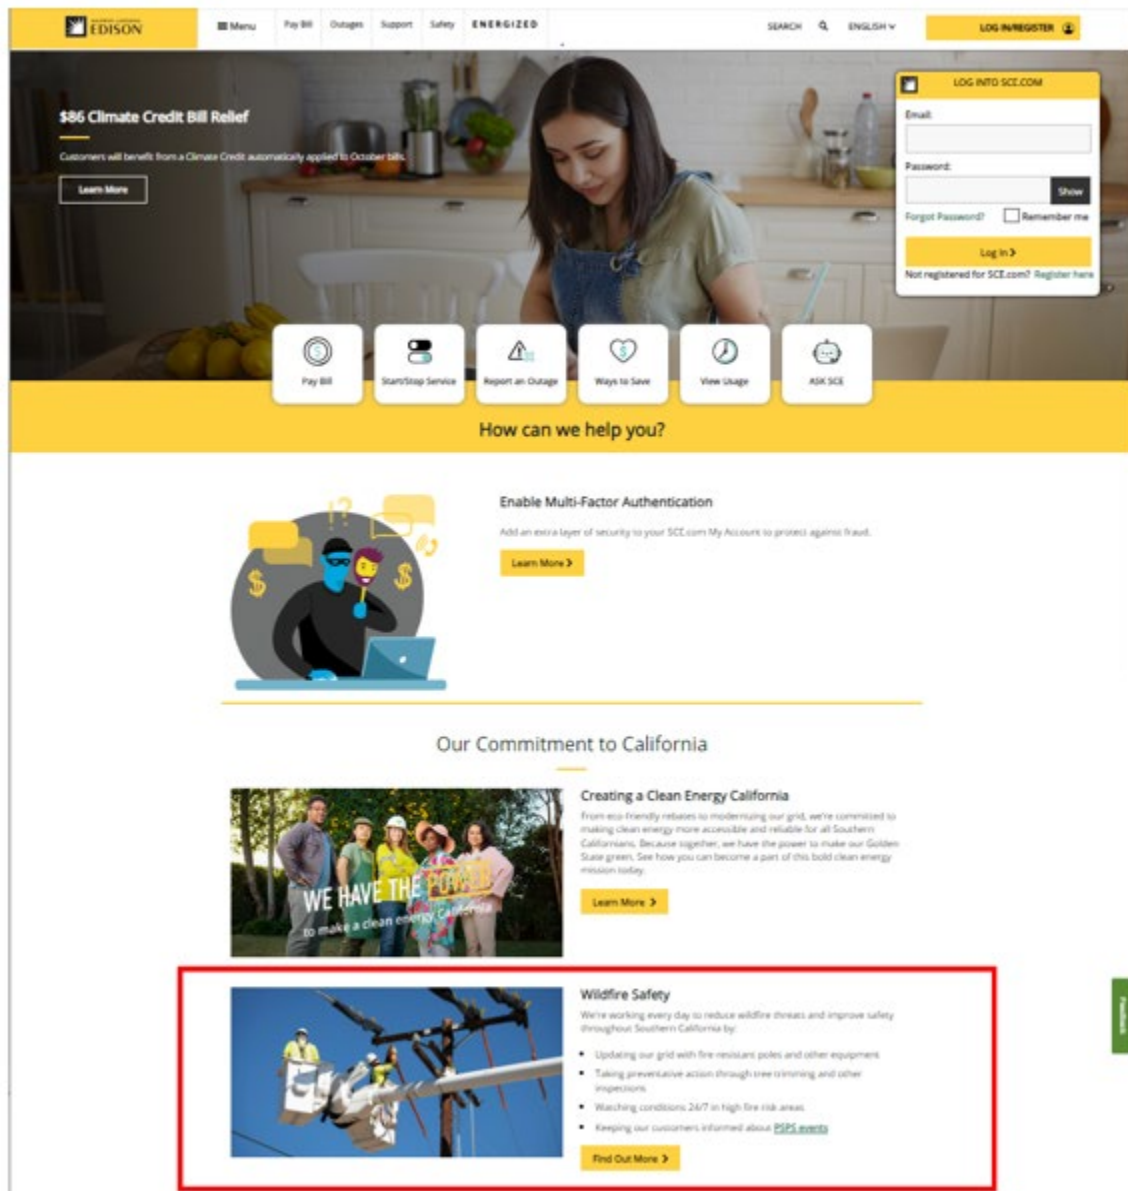 EDISON
Menu
Pay Bill
Outages
Support
Safety
ENERGIZED
SEARCH
ENGLISH
LOG IN/REGISTER
$86 Climate Credit Bill Relief
Customers will benefit from a Climate Credit automatically applied to October bills.
Learn More
LOG INTO SCE.COM
Email:
Password:
Show
Forgot Password?
Remember me
Log In
Not registered for SCE.com? Register here
Pay Bill
Start/Stop Service
Report an Outage
Ways to Save
View Usage
ASK SCE
How can we help you?
Enable Multi-Factor Authentication
Add an extra layer of security to your SCE.com My Account to protect against fraud.
Learn More
Our Commitment to California
WE HAVE THE POWER
to make a clean energy California
Creating a Clean Energy California
From eco-friendly rebates to modernizing our grid, we're committed to
making clean energy more accessible and reliable for all Southern
Californians. Because together, we have the power to make our Golden
State green. See how you can become a part of this bold clean energy
mission today.
Learn More
Wildfire Safety
We're working every day to reduce wildfire threats and improve safety
throughout Southern California by:
Updating our grid with fire resistant poles and other equipment
Taking preventative action through tree trimming and other
inspections
Watching conditions 24/7 in high fire risk areas
Keeping our customers informed about PSPS events
Find Out More
Feedback